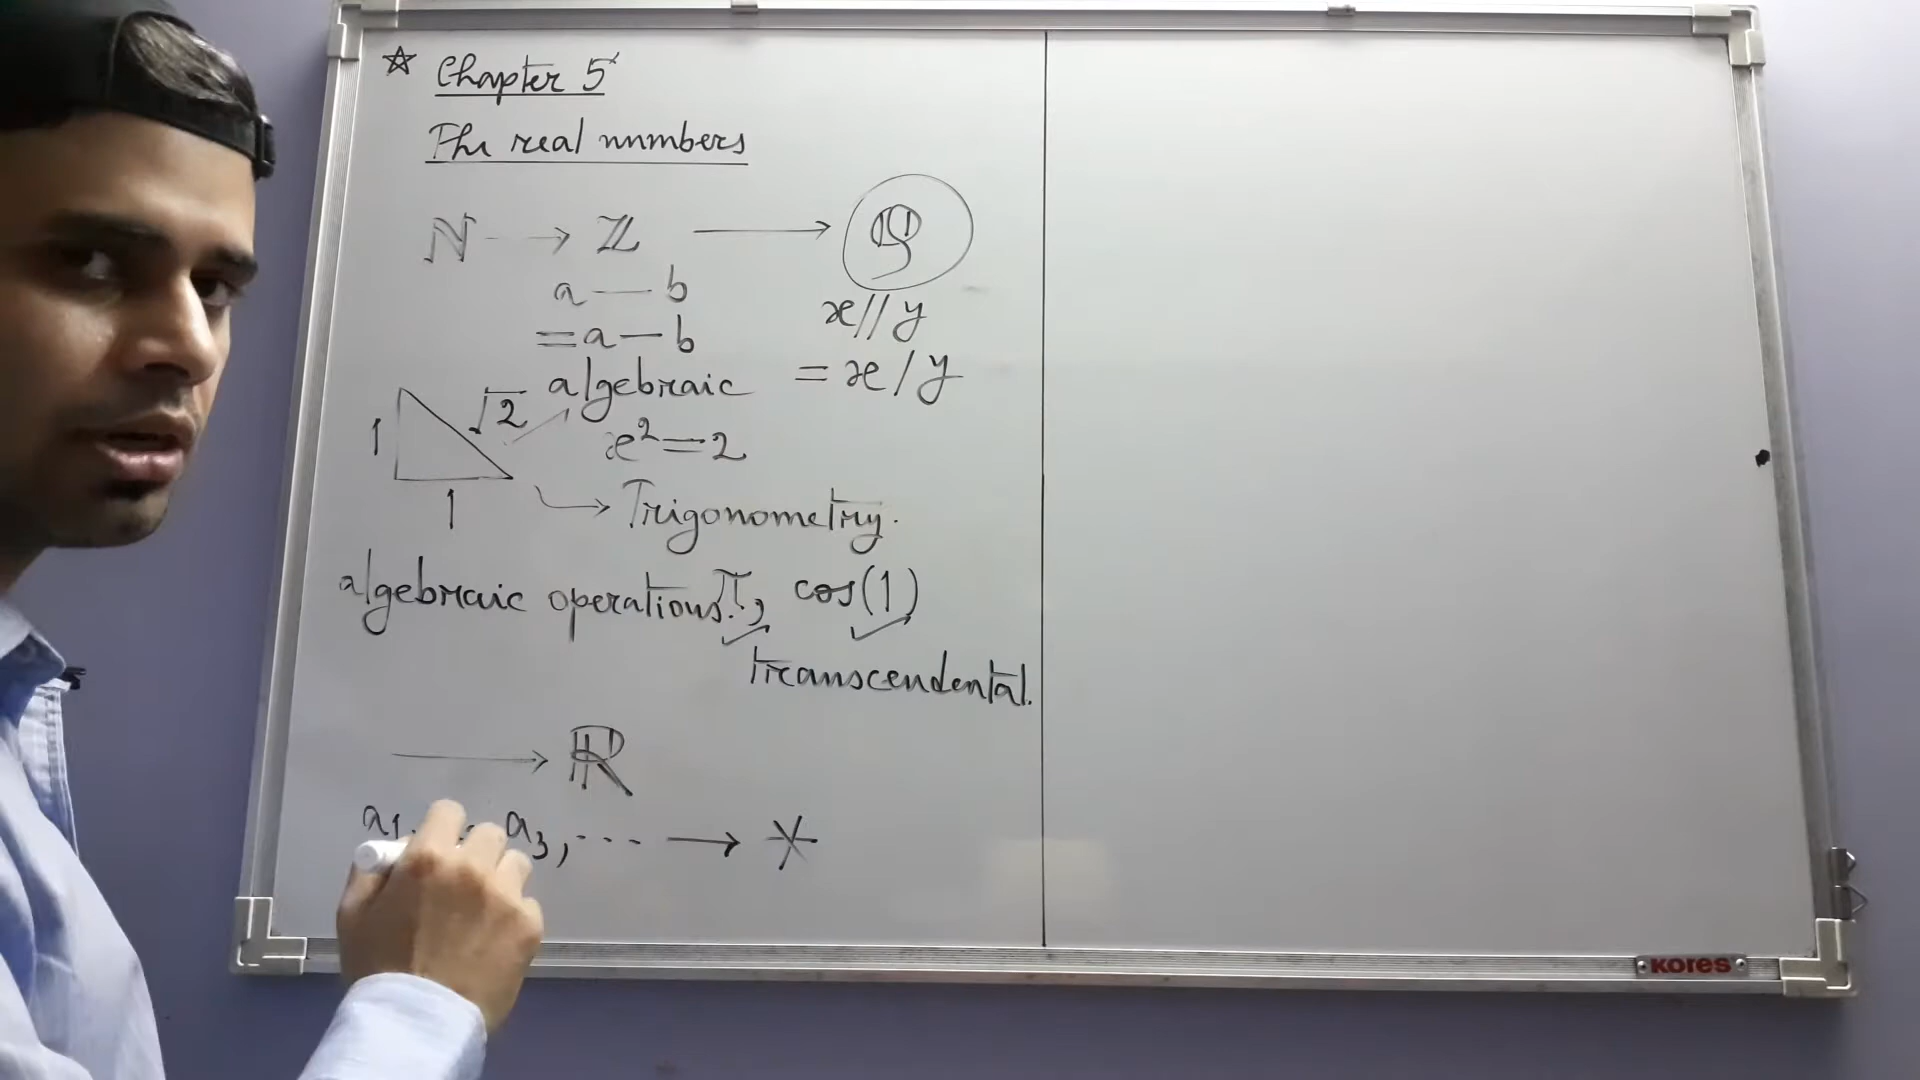 ☆ Chapter 5
The real numbers
ℕ → ℤ → ℚ
a — b
= a — b
x//y
= x/y
1
√2
1
algebraic
x² = 2
→ Trigonometry.
algebraic operations. π, cos(1)
transcendental.
→ ℝ
a₁, a₃, ... → x
KORES